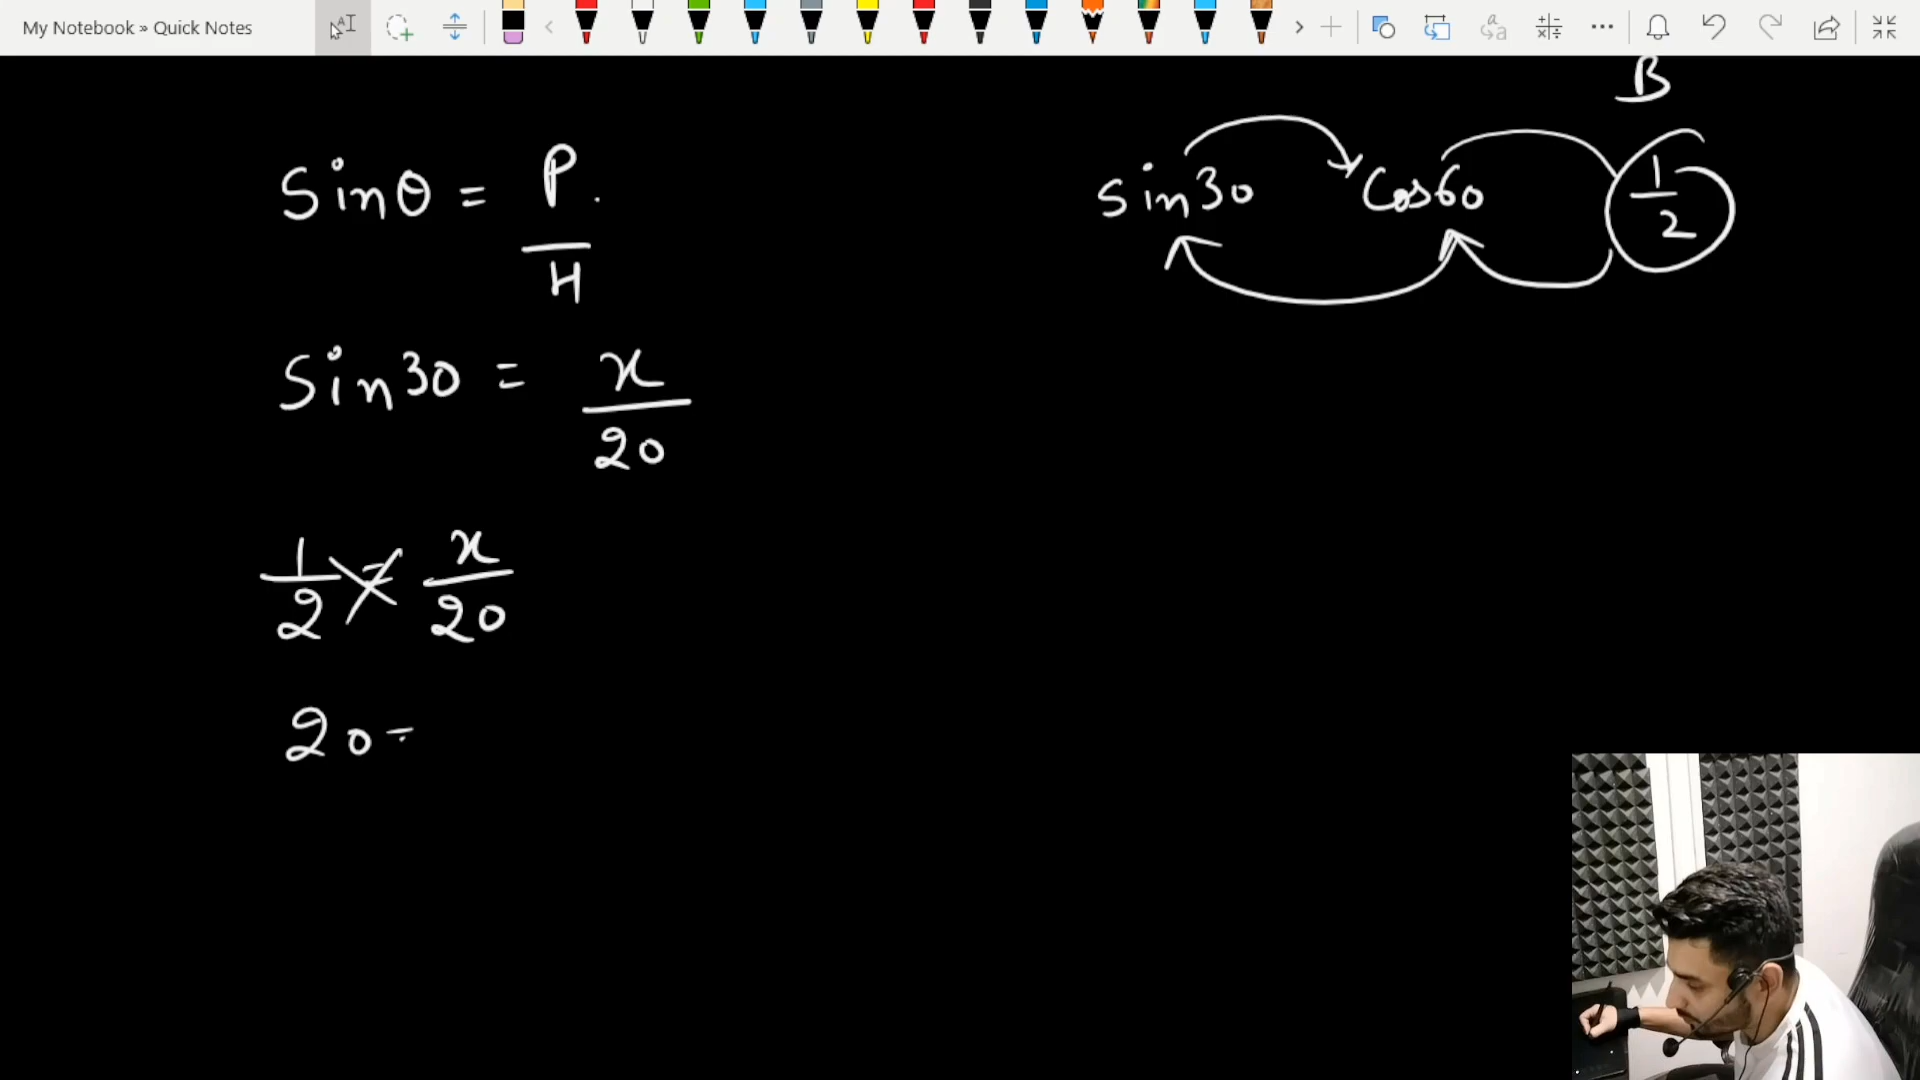 My Notebook » Quick Notes
B
Sinθ = P
H
Sin30
Cos60
1
2
Sin30 = x
20
1
2
=
x
20
20 =